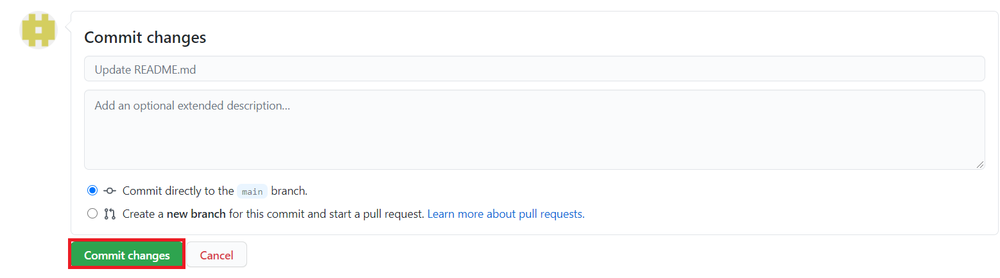 Commit changes
Update README.md
Add an optional extended description...
Commit directly to the main branch.
Create a new branch for this commit and start a pull request. Learn more about pull requests.
Commit changes Cancel